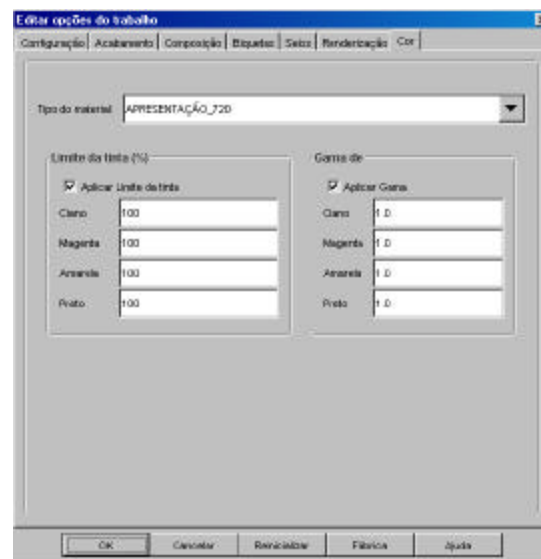 Editar opções do trabalho
Configuração Acabamento Composição Etiquetas Selos Renderização Cor
Tipo do material APRESENTAÇÃO_720
Limite da tinta (%) Gama de
Aplicar Limite da tinta Aplicar Gama
Ciano 100 Ciano 1.0
Magenta 100 Magenta 1.0
Amarela 100 Amarela 1.0
Preto 100 Preto 1.0
OK Cancelar Reinicializar Fábrica Ajuda